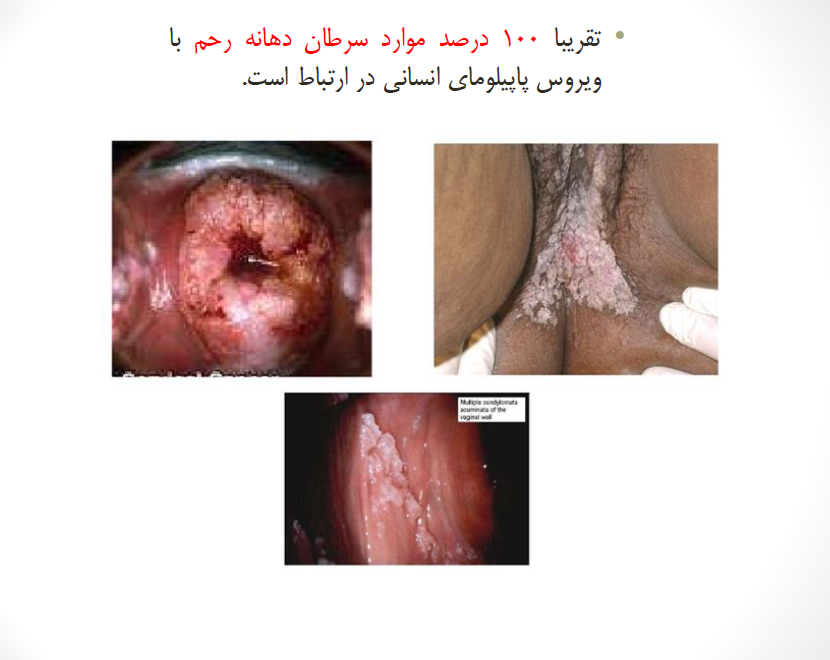 • تقریبا ۱۰۰ درصد موارد سرطان دهانه رحم با
ویروس پاپیلومای انسانی در ارتباط است.
Multiple condylomata
acuminata of the
vaginal wall